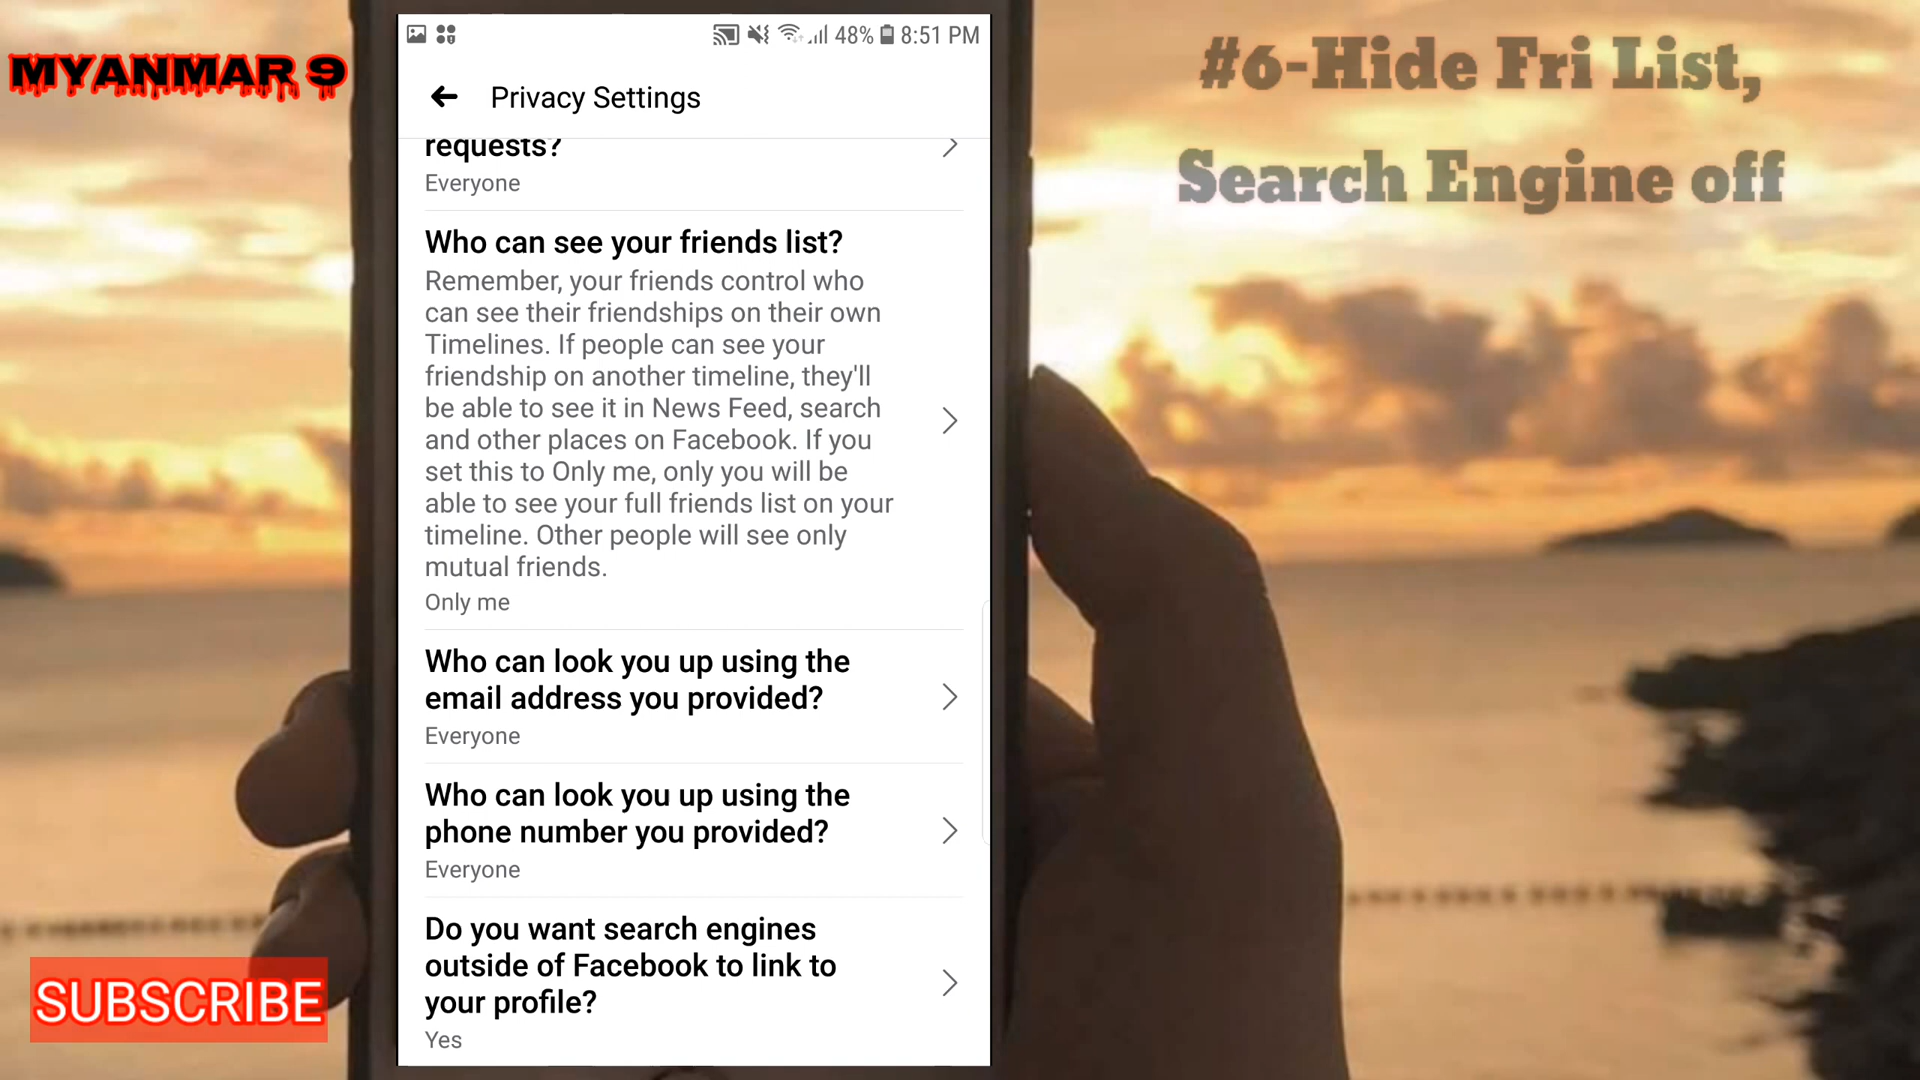 MYANMAR 9
#6-Hide Fri List,
Search Engine off
48% 8:51 PM
Privacy Settings
requests?
Everyone
Who can see your friends list?
Remember, your friends control who
can see their friendships on their own
Timelines. If people can see your
friendship on another timeline, they'll
be able to see it in News Feed, search
and other places on Facebook. If you
set this to Only me, only you will be
able to see your full friends list on your
timeline. Other people will see only
mutual friends.
Only me
Who can look you up using the
email address you provided?
Everyone
Who can look you up using the
phone number you provided?
Everyone
Do you want search engines
outside of Facebook to link to
your profile?
Yes
SUBSCRIBE